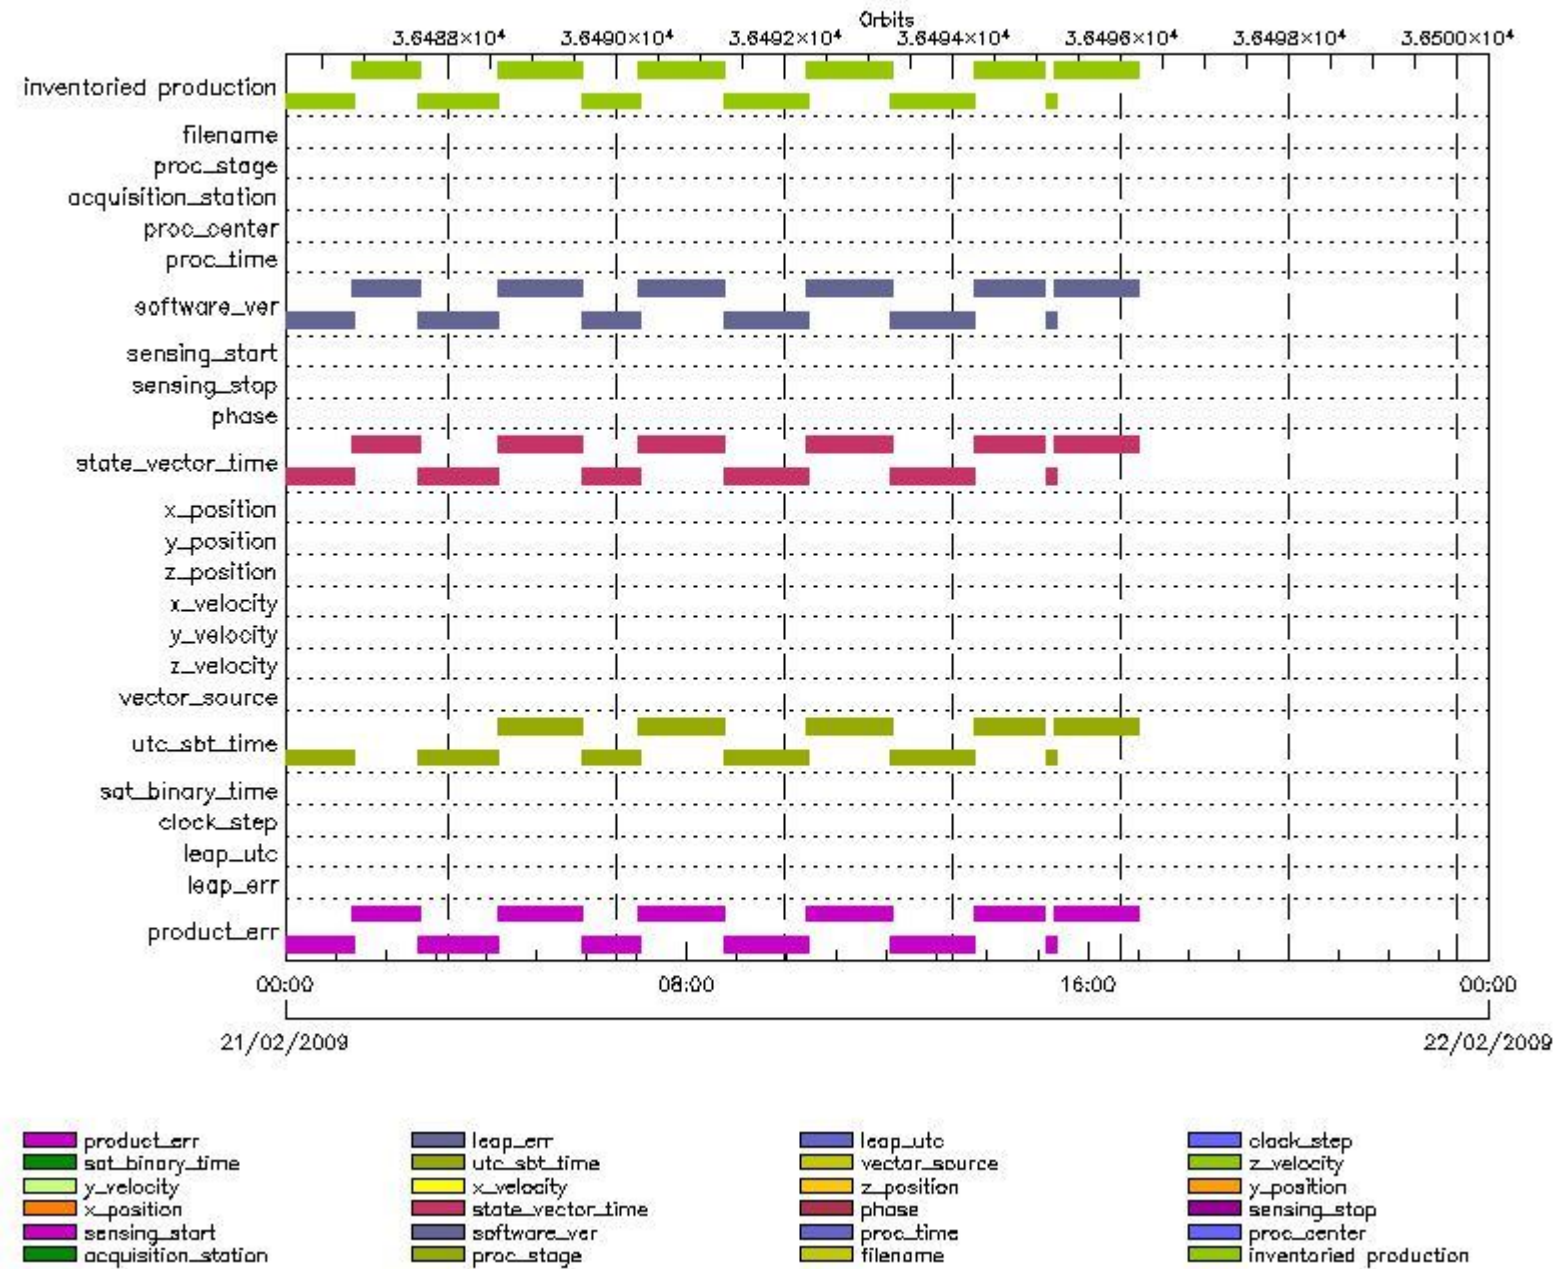 Orbits
3.6488×10⁴ 3.6490×10⁴ 3.6492×10⁴ 3.6494×10⁴ 3.6496×10⁴ 3.6498×10⁴ 3.6500×10⁴
inventoried production
filename
proc_stage
acquisition_station
proc_center
proc_time
software_ver
sensing_start
sensing_stop
phase
state_vector_time
x_position
y_position
z_position
x_velocity
y_velocity
z_velocity
vector_source
utc_sbt_time
sat_binary_time
clock_step
leap_utc
leap_err
product_err
00:00 08:00 16:00 00:00
21/02/2009 22/02/2009
product_err leap_err leap_utc clock_step
sat_binary_time utc_sbt_time vector_source z_velocity
y_velocity x_velocity z_position y_position
x_position state_vector_time phase sensing_stop
sensing_start software_ver proc_time proc_center
acquisition_station proc_stage filename inventoried production